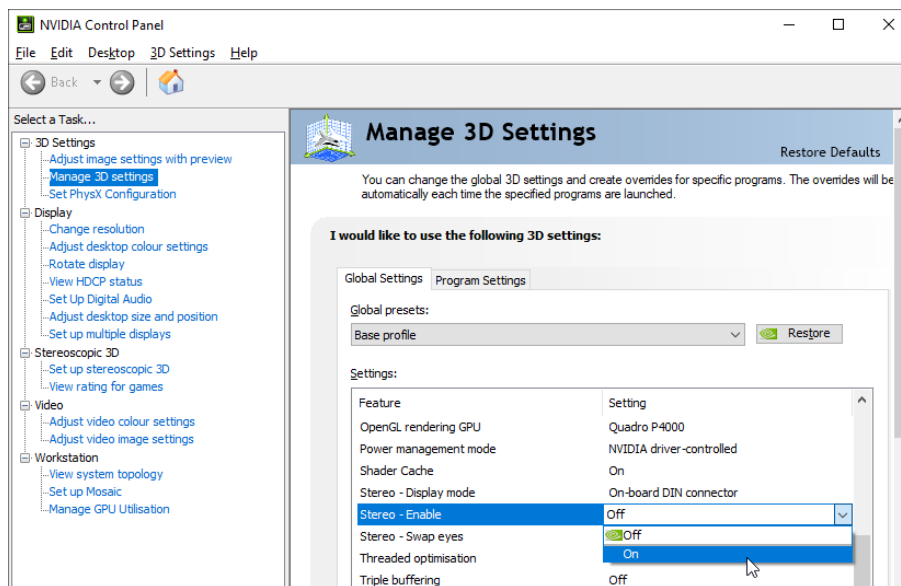 NVIDIA Control Panel
File Edit Desktop 3D Settings Help
Back
Select a Task...
3D Settings
Adjust image settings with preview
Manage 3D settings
Set PhysX Configuration
Display
Change resolution
Adjust desktop colour settings
Rotate display
View HDCP status
Set Up Digital Audio
Adjust desktop size and position
Set up multiple displays
Stereoscopic 3D
Set up stereoscopic 3D
View rating for games
Video
Adjust video colour settings
Adjust video image settings
Workstation
View system topology
Set up Mosaic
Manage GPU Utilisation
Manage 3D Settings
Restore Defaults
You can change the global 3D settings and create overrides for specific programs. The overrides will be
automatically each time the specified programs are launched.
I would like to use the following 3D settings:
Global Settings Program Settings
Global presets:
Base profile Restore
Settings:
Feature Setting
OpenGL rendering GPU Quadro P4000
Power management mode NVIDIA driver-controlled
Shader Cache On
Stereo - Display mode On-board DIN connector
Stereo - Enable Off
Stereo - Swap eyes Off
Threaded optimisation On
Triple buffering Off